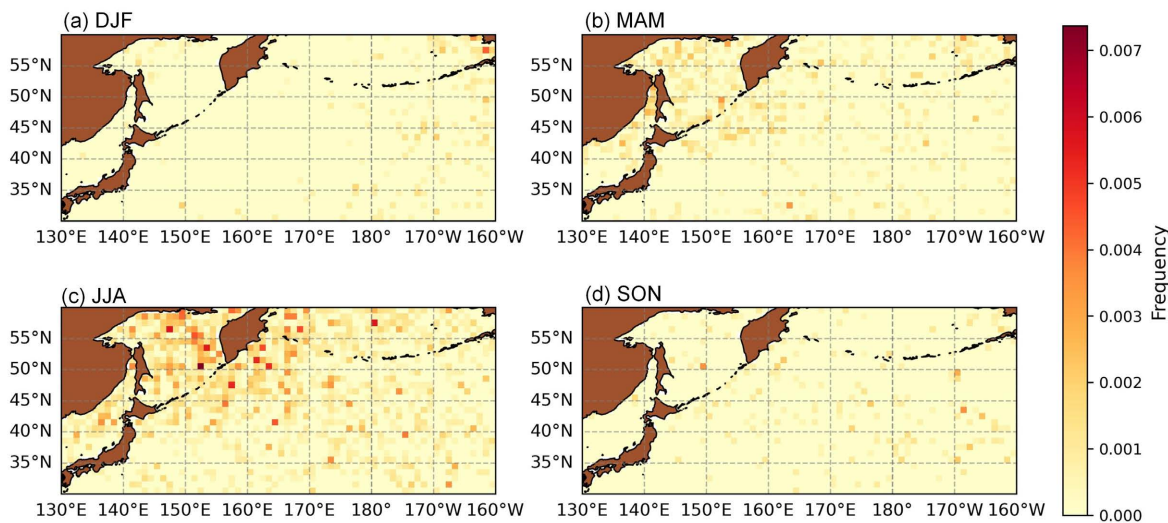 (a) DJF
55°N
50°N
45°N
40°N
35°N
130°E 140°E 150°E 160°E 170°E 180° 170°W 160°W
(b) MAM
55°N
50°N
45°N
40°N
35°N
130°E 140°E 150°E 160°E 170°E 180° 170°W 160°W
(c) JJA
55°N
50°N
45°N
40°N
35°N
130°E 140°E 150°E 160°E 170°E 180° 170°W 160°W
(d) SON
55°N
50°N
45°N
40°N
35°N
130°E 140°E 150°E 160°E 170°E 180° 170°W 160°W
0.007
0.006
0.005
0.004
0.003
0.002
0.001
0.000
Frequency